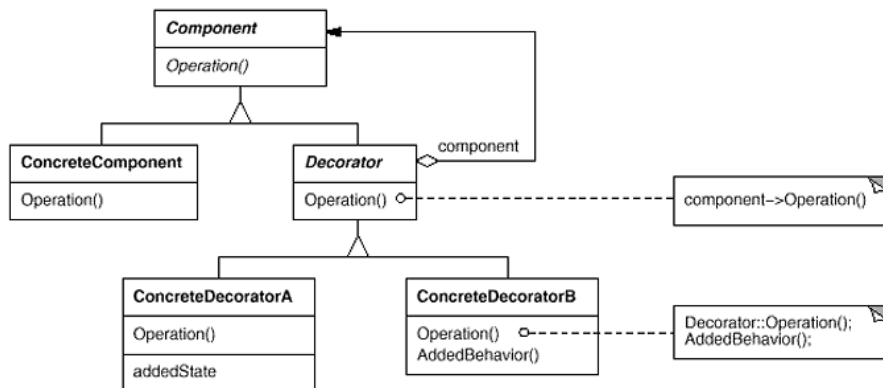 Component
Operation()
ConcreteComponent
Operation()
Decorator
Operation()
component
component->Operation()
ConcreteDecoratorA
Operation()
addedState
ConcreteDecoratorB
Operation()
AddedBehavior()
Decorator::Operation();
AddedBehavior();